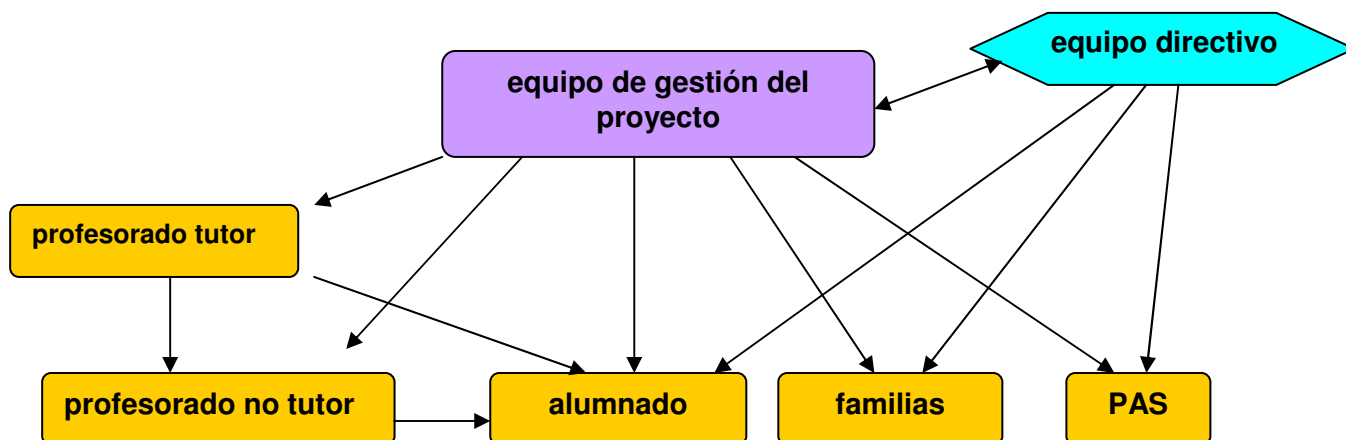 equipo directivo
equipo de gestión del
proyecto
profesorado tutor
profesorado no tutor
alumnado
familias
PAS